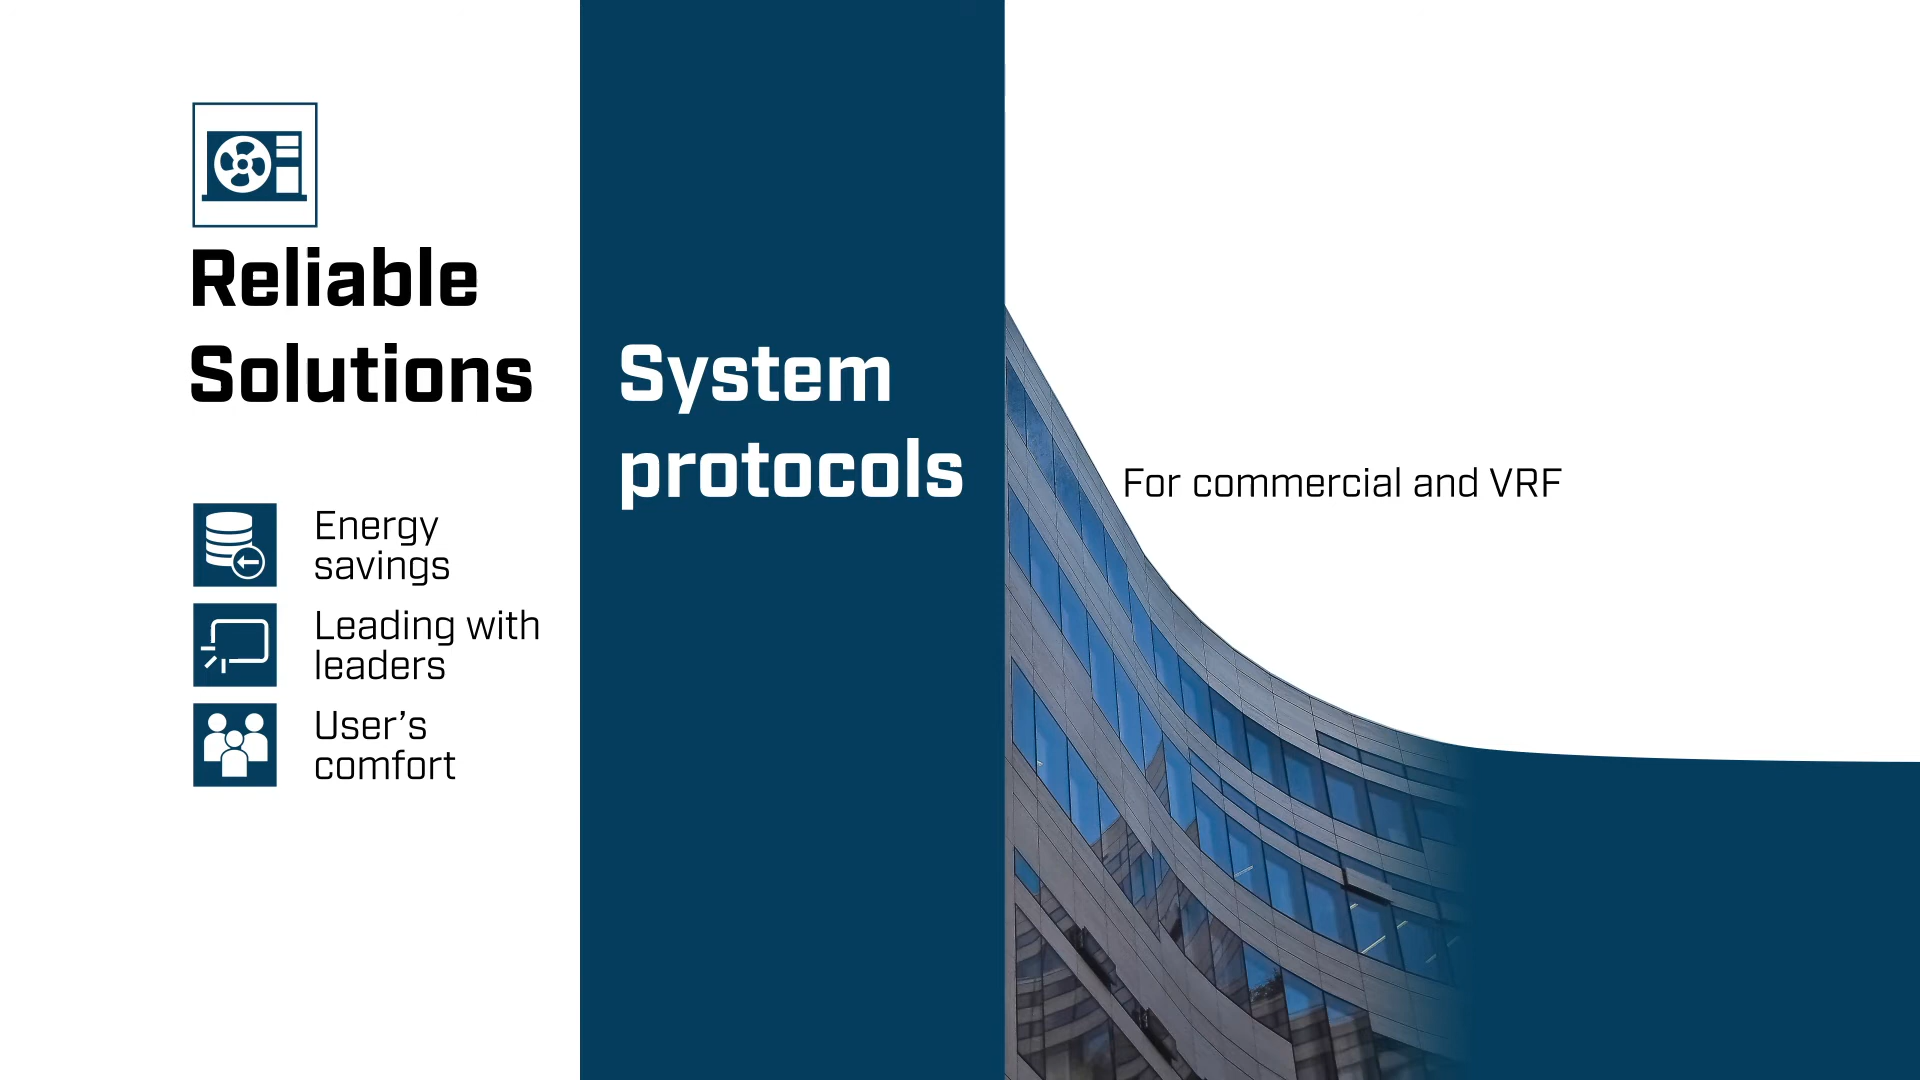 Reliable
Solutions
Energy
savings
Leading with
leaders
User’s
comfort
System
protocols
For commercial and VRF